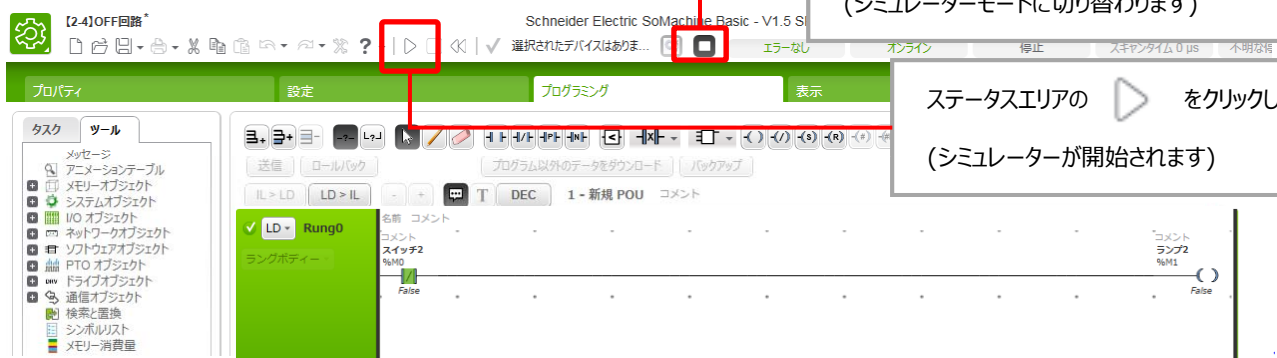 【2-4】OFF回路*
Schneider Electric SoMachine Basic - V1.5 S
(シミュレーターモードに切り替わります)
?
選択されたデバイスはありま...
エラーなし
オンライン
停止
スキャンタイム 0 µs
不明な
プロパティ
設定
プログラミング
表示
ステータスエリアの をクリックし
(シミュレーターが開始されます)
タスク ツール
メッセージ
アニメーションテーブル
メモリーオブジェクト
システムオブジェクト
I/O オブジェクト
ネットワークオブジェクト
ソフトウェアオブジェクト
PTO オブジェクト
DRV ドライブオブジェクト
通信オブジェクト
検索と置換
シンボルリスト
メモリー消費量
送信 ロールバック プログラム以外のデータをダウンロード バックアップ
IL > LD LD > IL - + T DEC 1 - 新規 POU コメント
名前 コメント
LD Rung0
ラングボディー
コメント
スイッチ2
%M0
False
コメント
ランプ2
%M1
False